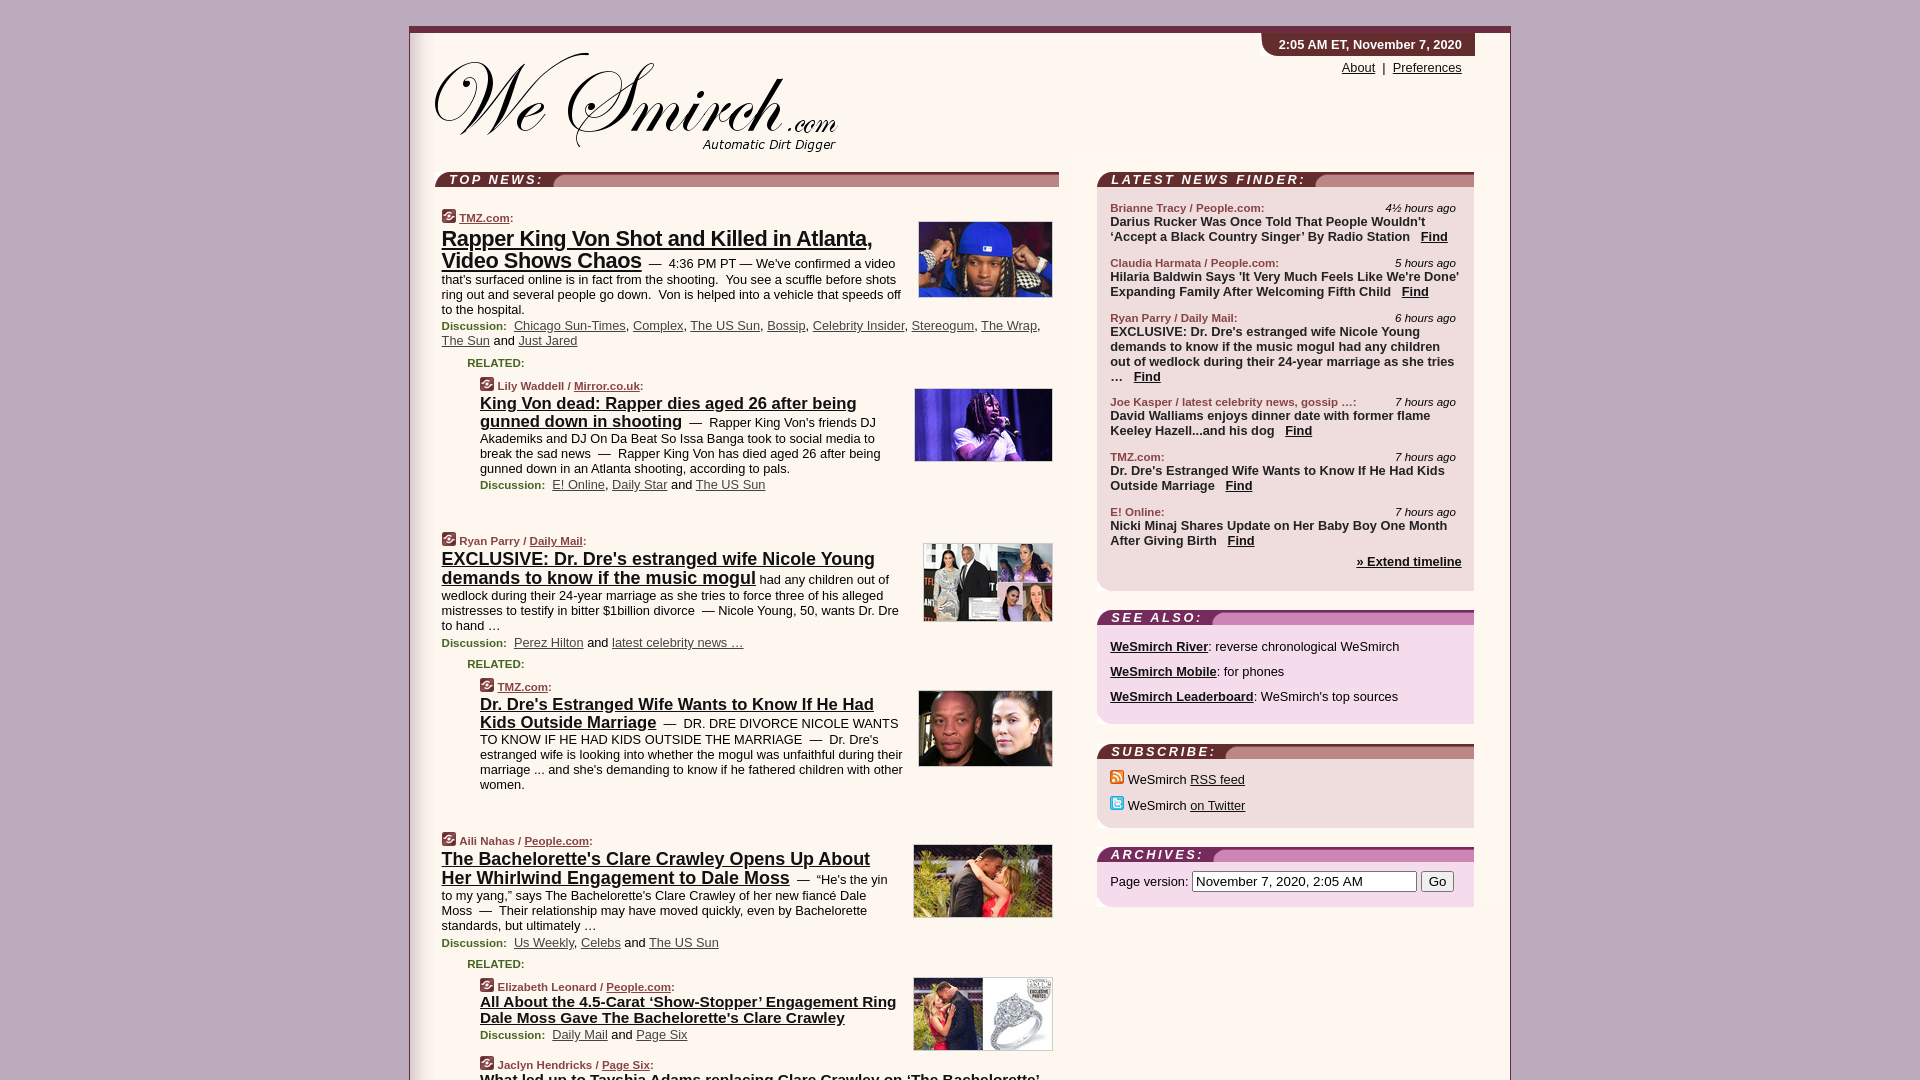 2:05 AM ET, November 7, 2020
About | Preferences
We Smirch .com
Automatic Dirt Digger
TOP NEWS:
TMZ.com:
Rapper King Von Shot and Killed in Atlanta,
Video Shows Chaos — 4:36 PM PT — We've confirmed a video
that's surfaced online is in fact from the shooting. You see a scuffle before shots
ring out and several people go down. Von is helped into a vehicle that speeds off
to the hospital.
Discussion: Chicago Sun-Times, Complex, The US Sun, Bossip, Celebrity Insider, Stereogum, The Wrap,
The Sun and Just Jared
RELATED:
Lily Waddell / Mirror.co.uk:
King Von dead: Rapper dies aged 26 after being
gunned down in shooting — Rapper King Von's friends DJ
Akademiks and DJ On Da Beat So Issa Banga took to social media to
break the sad news — Rapper King Von has died aged 26 after being
gunned down in an Atlanta shooting, according to pals.
Discussion: E! Online, Daily Star and The US Sun
Ryan Parry / Daily Mail:
EXCLUSIVE: Dr. Dre's estranged wife Nicole Young
demands to know if the music mogul had any children out of
wedlock during their 24-year marriage as she tries to force three of his alleged
mistresses to testify in bitter $1billion divorce — Nicole Young, 50, wants Dr. Dre
to hand …
Discussion: Perez Hilton and latest celebrity news …
RELATED:
TMZ.com:
Dr. Dre's Estranged Wife Wants to Know If He Had
Kids Outside Marriage — DR. DRE DIVORCE NICOLE WANTS
TO KNOW IF HE HAD KIDS OUTSIDE THE MARRIAGE — Dr. Dre's
estranged wife is looking into whether the mogul was unfaithful during their
marriage ... and she's demanding to know if he fathered children with other
women.
Aili Nahas / People.com:
The Bachelorette's Clare Crawley Opens Up About
Her Whirlwind Engagement to Dale Moss — “He's the yin
to my yang,” says The Bachelorette's Clare Crawley of her new fiancé Dale
Moss — Their relationship may have moved quickly, even by Bachelorette
standards, but ultimately …
Discussion: Us Weekly, Celebs and The US Sun
RELATED:
Elizabeth Leonard / People.com:
All About the 4.5-Carat ‘Show-Stopper’ Engagement Ring
Dale Moss Gave The Bachelorette's Clare Crawley
Discussion: Daily Mail and Page Six
Jaclyn Hendricks / Page Six:
What led up to Tayshia Adams replacing Clare Crawley on ‘The Bachelorette’
LATEST NEWS FINDER:
Brianne Tracy / People.com: 4½ hours ago
Darius Rucker Was Once Told That People Wouldn't
‘Accept a Black Country Singer’ By Radio Station Find
Claudia Harmata / People.com: 5 hours ago
Hilaria Baldwin Says 'It Very Much Feels Like We're Done'
Expanding Family After Welcoming Fifth Child Find
Ryan Parry / Daily Mail: 6 hours ago
EXCLUSIVE: Dr. Dre's estranged wife Nicole Young
demands to know if the music mogul had any children
out of wedlock during their 24-year marriage as she tries
… Find
Joe Kasper / latest celebrity news, gossip …: 7 hours ago
David Walliams enjoys dinner date with former flame
Keeley Hazell...and his dog Find
TMZ.com: 7 hours ago
Dr. Dre's Estranged Wife Wants to Know If He Had Kids
Outside Marriage Find
E! Online: 7 hours ago
Nicki Minaj Shares Update on Her Baby Boy One Month
After Giving Birth Find
» Extend timeline
SEE ALSO:
WeSmirch River: reverse chronological WeSmirch
WeSmirch Mobile: for phones
WeSmirch Leaderboard: WeSmirch's top sources
SUBSCRIBE:
WeSmirch RSS feed
WeSmirch on Twitter
ARCHIVES:
Page version: November 7, 2020, 2:05 AM Go